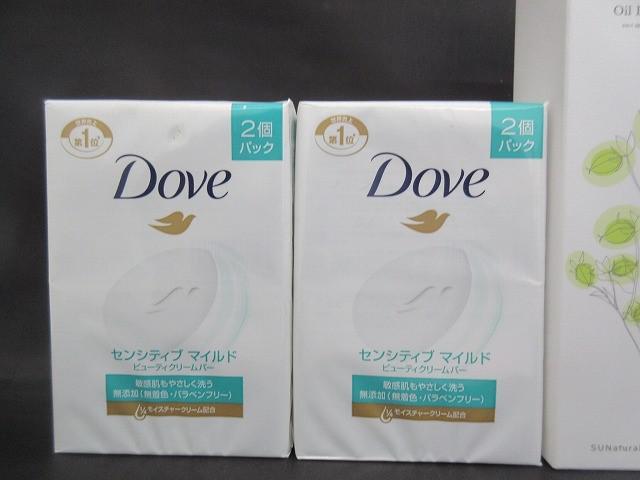 第1位
2個
パック
Dove
センシティブ マイルド
ビューティクリームバー
敏感肌もやさしく洗う
無添加(無着色・パラベンフリー)
1/4 モイスチャークリーム配合
第1位
2個
パック
Dove
センシティブ マイルド
ビューティクリームバー
敏感肌もやさしく洗う
無添加(無着色・パラベンフリー)
1/4 モイスチャークリーム配合
Oil
SUNatural